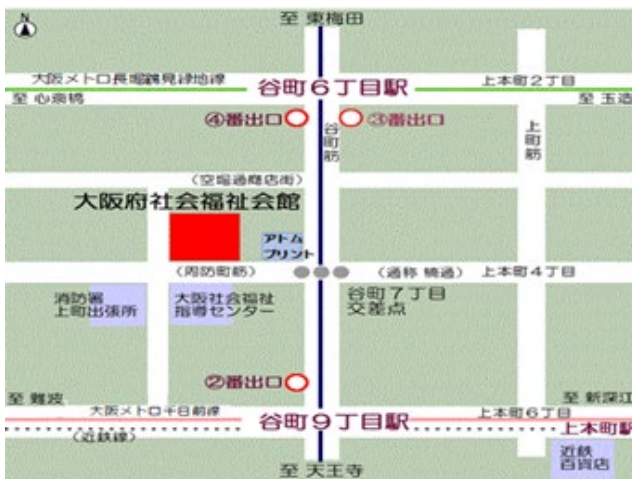 N
至 東梅田
大阪メトロ長堀鶴見緑地線
谷町6丁目駅
上本町2丁目
至 心斎橋
至 玉造
④番出口
③番出口
谷町筋
上町筋
(空堀通商店街)
大阪府社会福祉会館
アトム
プリント
(周防町筋)
(通称 楠通)
上本町4丁目
消防署
上町出張所
大阪社会福祉
指導センター
谷町7丁目
交差点
②番出口
至 難波
至 新深江
大阪メトロ千日前線
谷町9丁目駅
上本町6丁目
(近鉄線)
上本町駅
至 天王寺
近鉄
百貨店